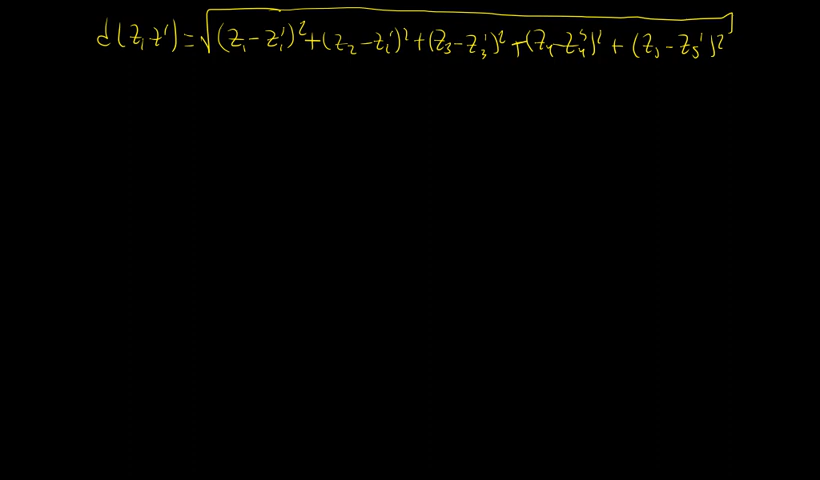 d(z, z') = √((z₁ - z₁')² + (z₂ - z₂')² + (z₃ - z₃')² + (z₄ - z₄')² + (z₅ - z₅')²)